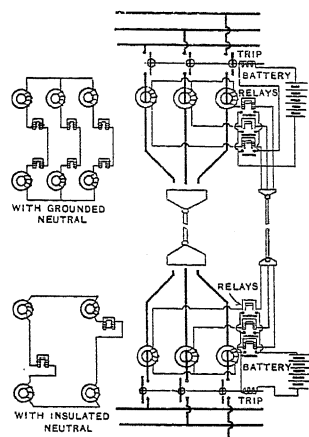 TRIP
BATTERY
RELAYS
WITH GROUNDED
NEUTRAL
RELAYS
BATTERY
TRIP
WITH INSULATED
NEUTRAL